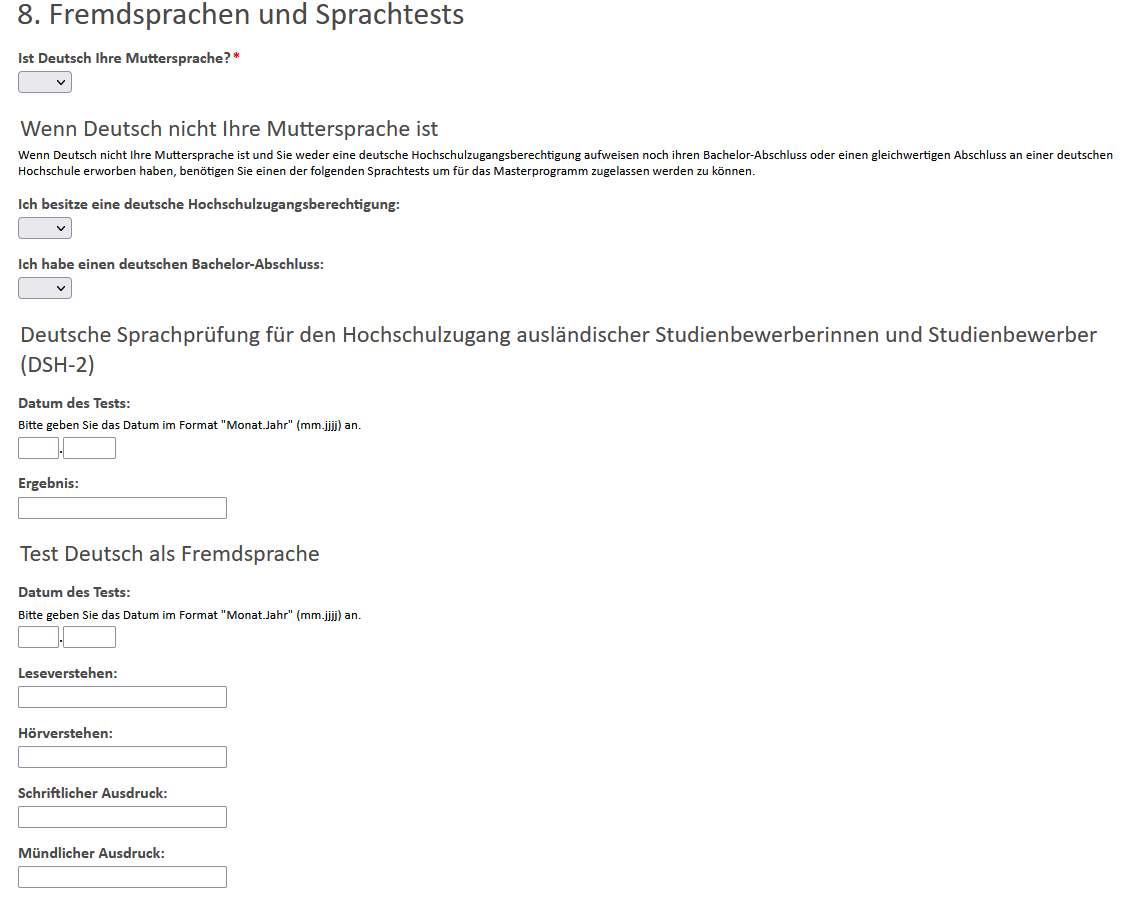 8. Fremdsprachen und Sprachtests
Ist Deutsch Ihre Muttersprache?*
Wenn Deutsch nicht Ihre Muttersprache ist
Wenn Deutsch nicht Ihre Muttersprache ist und Sie weder eine deutsche Hochschulzugangsberechtigung aufweisen noch ihren Bachelor-Abschluss oder einen gleichwertigen Abschluss an einer deutschen
Hochschule erworben haben, benötigen Sie einen der folgenden Sprachtests um für das Masterprogramm zugelassen werden zu können.
Ich besitze eine deutsche Hochschulzugangsberechtigung:
Ich habe einen deutschen Bachelor-Abschluss:
Deutsche Sprachprüfung für den Hochschulzugang ausländischer Studienbewerberinnen und Studienbewerber
(DSH-2)
Datum des Tests:
Bitte geben Sie das Datum im Format "Monat.Jahr" (mm.jjjj) an.
.
Ergebnis:
Test Deutsch als Fremdsprache
Datum des Tests:
Bitte geben Sie das Datum im Format "Monat.Jahr" (mm.jjjj) an.
.
Leseverstehen:
Hörverstehen:
Schriftlicher Ausdruck:
Mündlicher Ausdruck: